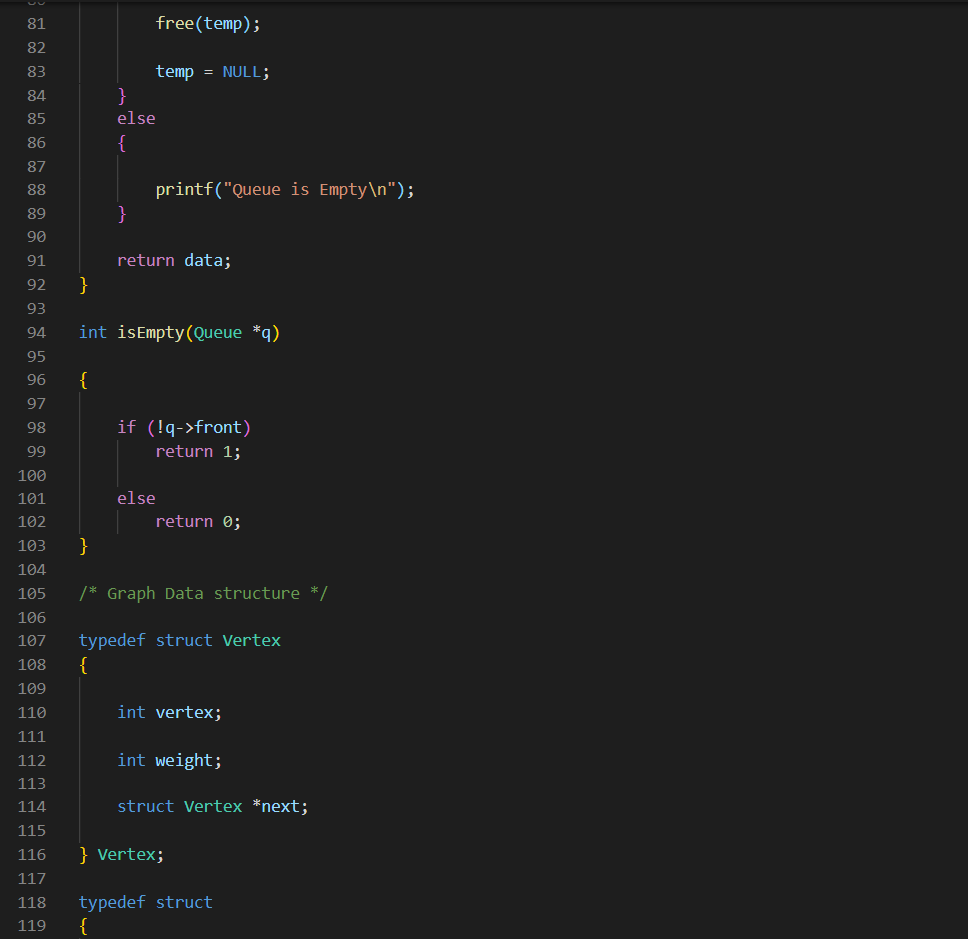 81 free(temp);
82
83 temp = NULL;
84 }
85 else
86 {
87
88 printf("Queue is Empty\n");
89 }
90
91 return data;
92 }
93
94 int isEmpty(Queue *q)
95
96 {
97
98 if (!q->front)
99 return 1;
100
101 else
102 return 0;
103 }
104
105 /* Graph Data structure */
106
107 typedef struct Vertex
108 {
109
110 int vertex;
111
112 int weight;
113
114 struct Vertex *next;
115
116 } Vertex;
117
118 typedef struct
119 {